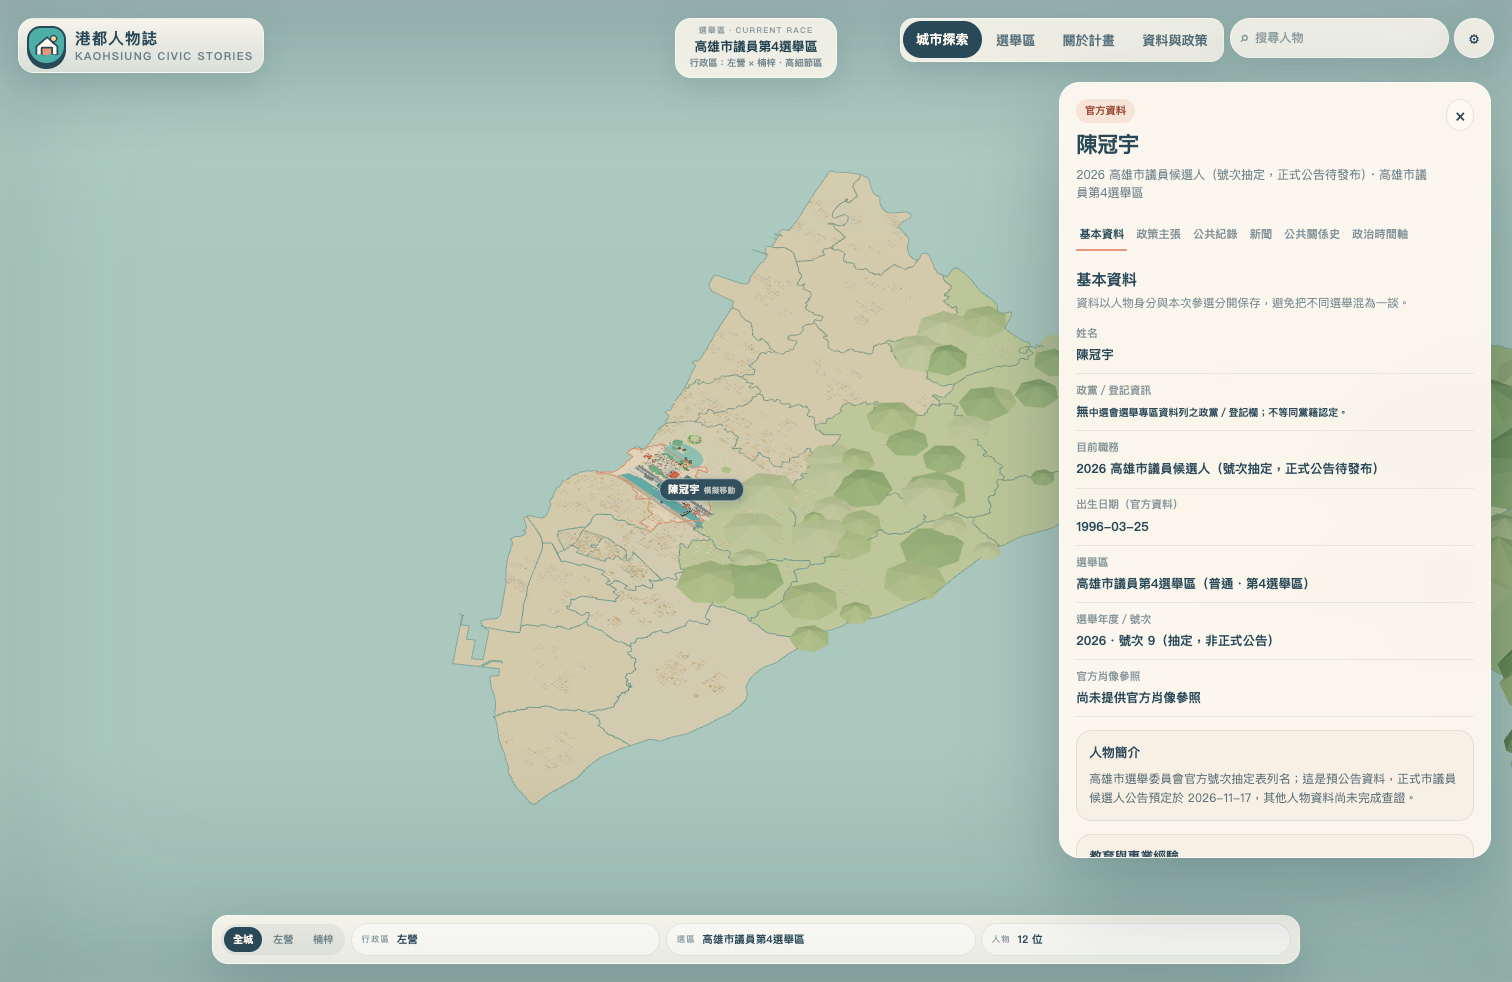 港都人物誌
KAOHSIUNG CIVIC STORIES
選舉區 · CURRENT RACE
高雄市議員第4選舉區
行政區：左營 × 楠梓 · 高細節區
城市探索
選舉區
關於計畫
資料與政策
搜尋人物
官方資料
×
陳冠宇
2026 高雄市議員候選人（號次抽定，正式公告待發布）· 高雄市議
員第4選舉區
基本資料 政策主張 公共紀錄 新聞 公共關係史 政治時間軸
基本資料
資料以人物身分與本次參選分開保存，避免把不同選舉混為一談。
姓名
陳冠宇
政黨 / 登記資訊
無中選會選舉專區資料列之政黨 / 登記欄；不等同黨籍認定。
目前職務
2026 高雄市議員候選人（號次抽定，正式公告待發布）
出生日期（官方資料）
1996-03-25
選舉區
高雄市議員第4選舉區（普通 · 第4選舉區）
選舉年度 / 號次
2026 · 號次 9（抽定，非正式公告）
官方肖像參照
尚未提供官方肖像參照
人物簡介
高雄市選舉委員會官方號次抽定表列名；這是預公告資料，正式市議員
候選人公告預定於 2026-11-17，其他人物資料尚未完成查證。
教育與專業經驗
陳冠宇 模擬移動
全城 左營 楠梓
行政區 左營
選區 高雄市議員第4選舉區
人物 12 位